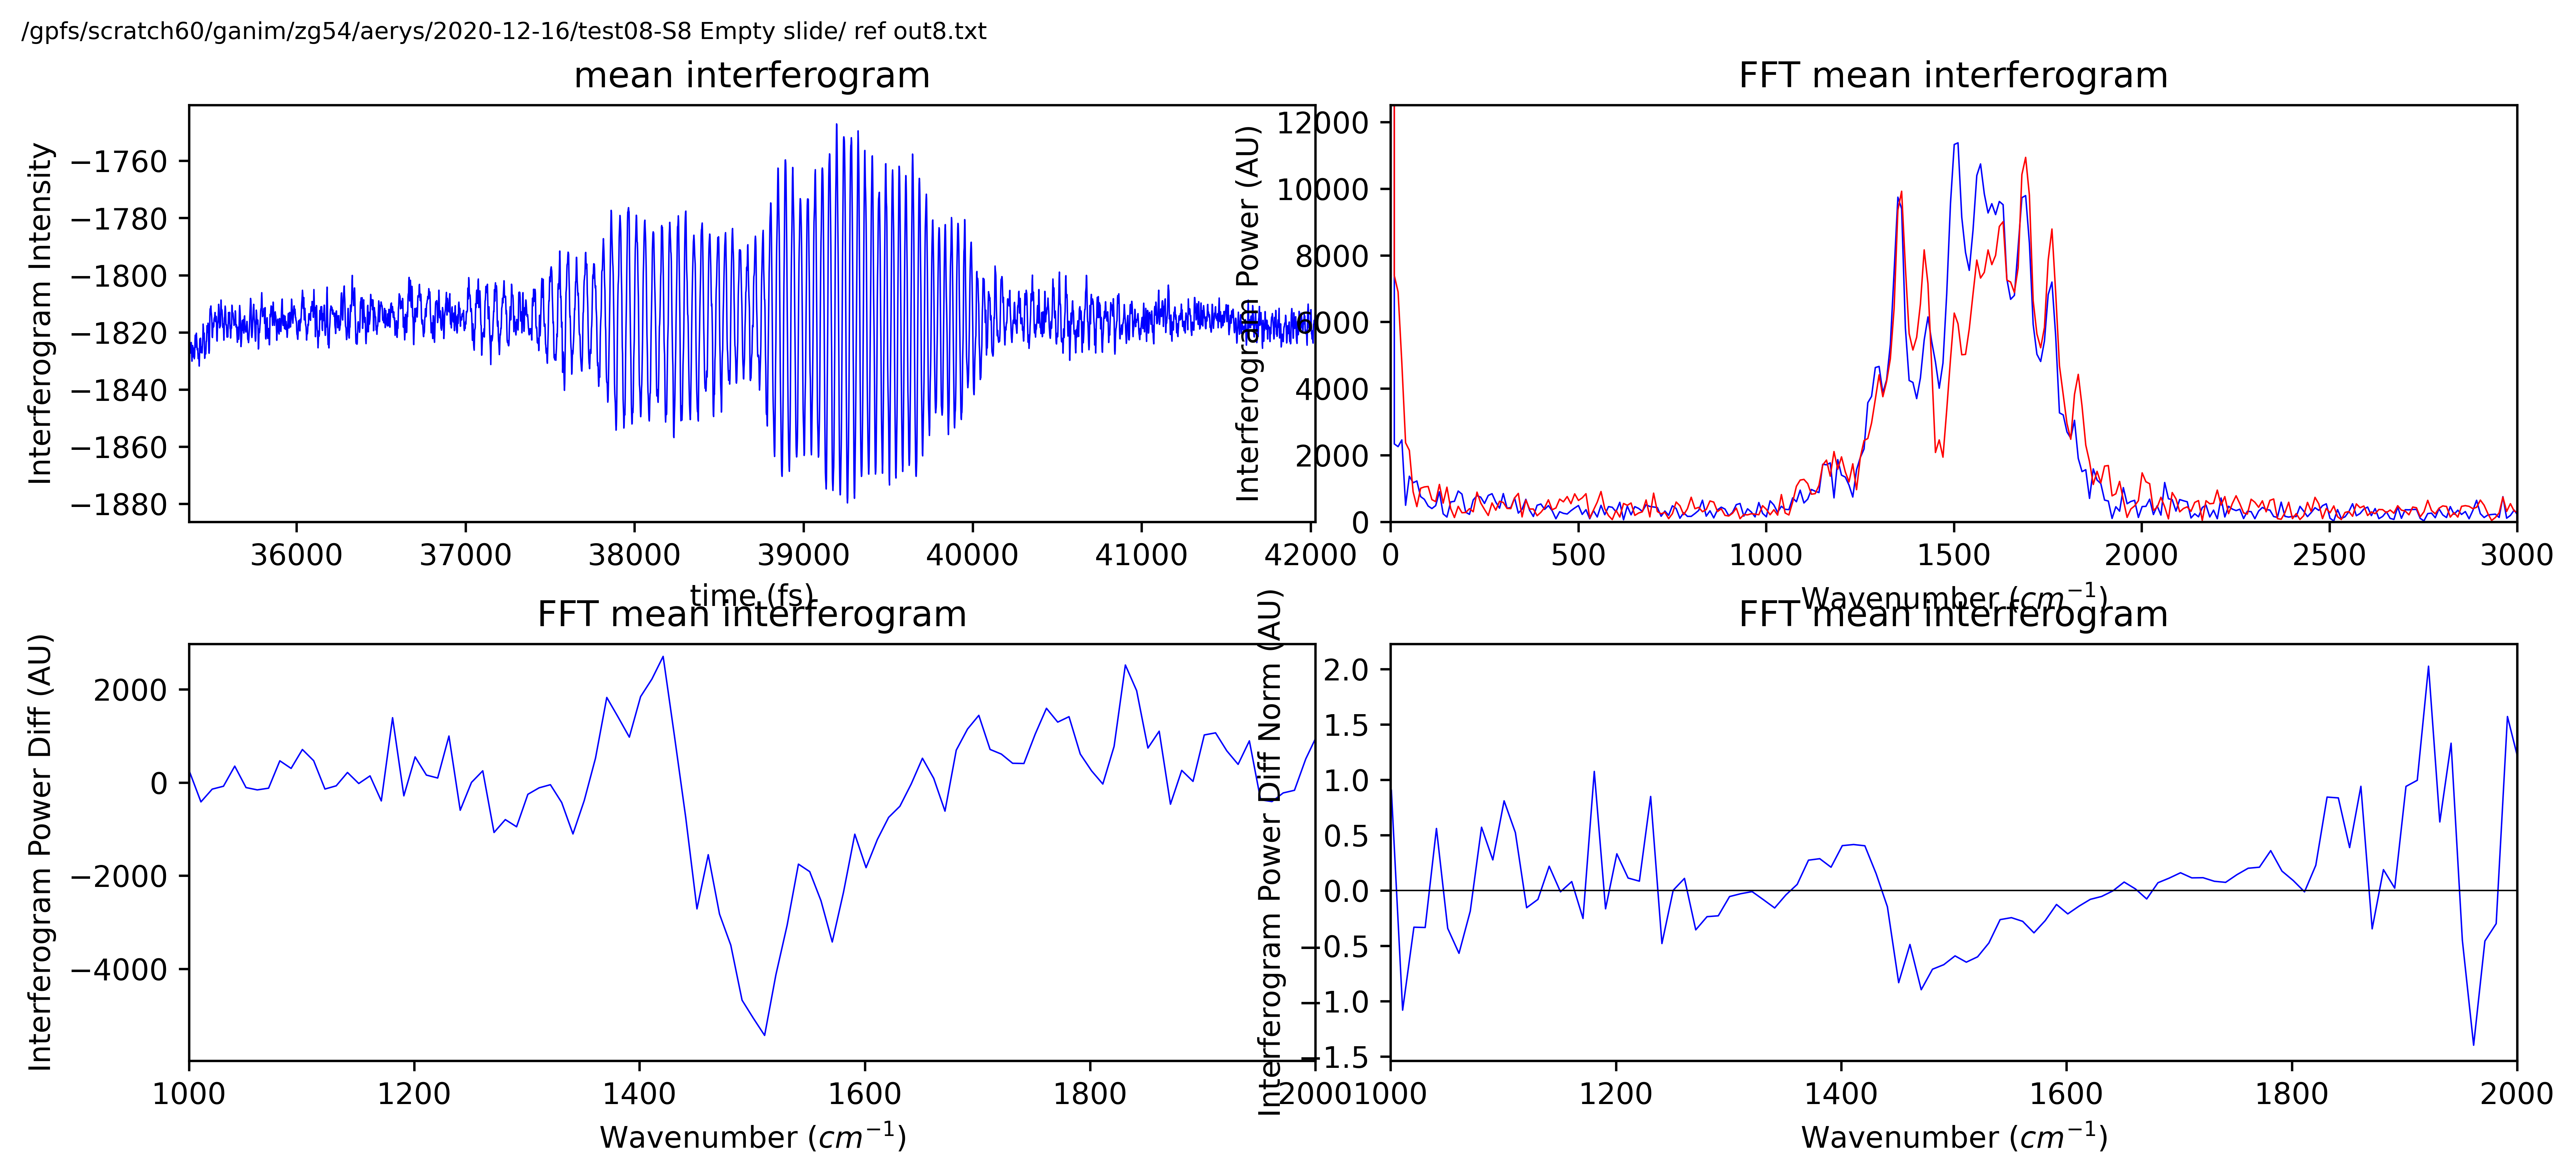 /gpfs/scratch60/ganim/zg54/aerys/2020-12-16/test08-S8 Empty slide/ ref out8.txt
mean interferogram
Interferogram Intensity
−1760
−1780
−1800
−1820
−1840
−1860
−1880
36000 37000 38000 39000 40000 41000 42000
time (fs)
FFT mean interferogram
Interferogram Power (AU)
12000
10000
8000
6000
4000
2000
0
0 500 1000 1500 2000 2500 3000
Wavenumber (cm⁻¹)
FFT mean interferogram
Interferogram Power Diff (AU)
2000
0
−2000
−4000
1000 1200 1400 1600 1800 2000
Wavenumber (cm⁻¹)
FFT mean interferogram
Interferogram Power Diff Norm (AU)
2.0
1.5
1.0
0.5
0.0
−0.5
−1.0
−1.5
1000 1200 1400 1600 1800 2000
Wavenumber (cm⁻¹)